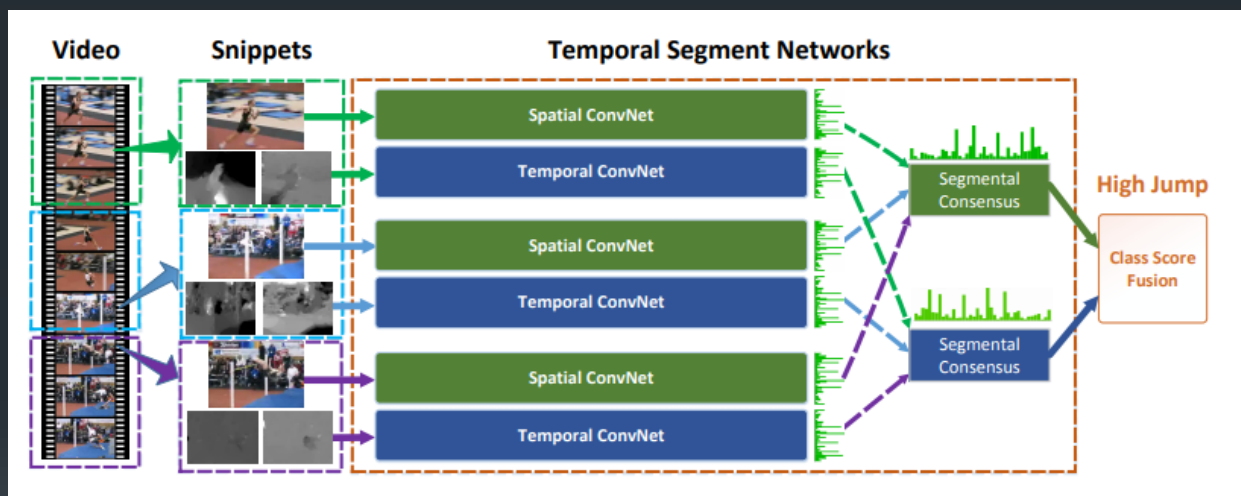 Video
Snippets
Temporal Segment Networks
Spatial ConvNet
Temporal ConvNet
Spatial ConvNet
Temporal ConvNet
Spatial ConvNet
Temporal ConvNet
Segmental
Consensus
Segmental
Consensus
High Jump
Class Score
Fusion